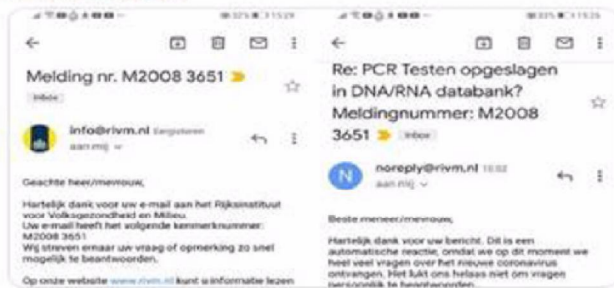 Melding nr. M2008 3651
Inbox
info@rivm.nl Eergisteren
aan mij
Geachte heer/mevrouw,
Hartelijk dank voor uw e-mail aan het Rijksinstituut
voor Volksgezondheid en Milieu.
Uw e-mail heeft het volgende kenmerknummer:
M2008 3651
Wij streven ernaar uw vraag of opmerking zo snel
mogelijk te beantwoorden.
Op onze website www.rivm.nl kunt u informatie lezen
Re: PCR Testen opgeslagen
in DNA/RNA databank?
Meldingnummer: M2008
3651
Inbox
N
noreply@rivm.nl
aan mij
Beste meneer/mevrouw,
Hartelijk dank voor uw bericht. Dit is een
automatische reactie, omdat we op dit moment we
heel veel vragen over het nieuwe coronavirus
ontvangen. Het lukt ons helaas niet om vragen
persoonlijk te beantwoorden.